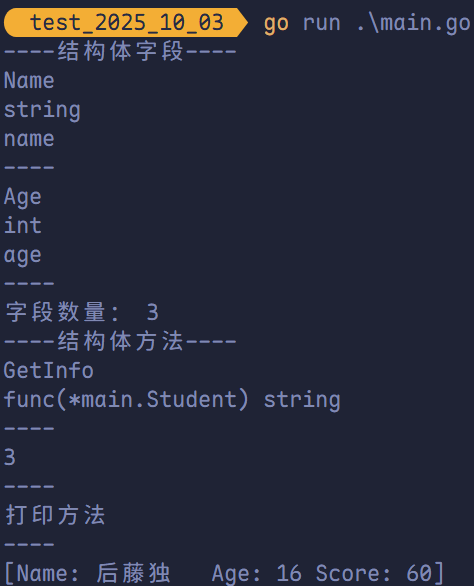 test_2025_10_03 go run .\main.go
----结构体字段----
Name
string
name
----
Age
int
age
----
字段数量： 3
----结构体方法----
GetInfo
func(*main.Student) string
----
3
----
打印方法
----
[Name: 后藤独   Age: 16 Score: 60]